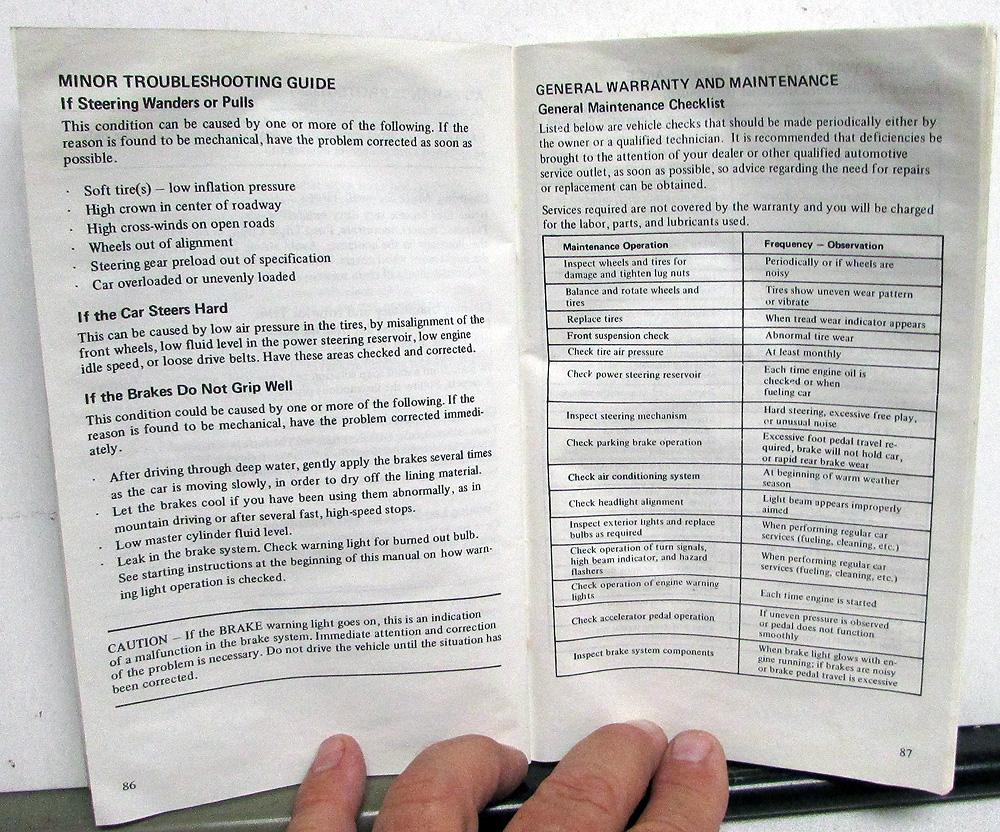 MINOR TROUBLESHOOTING GUIDE
If Steering Wanders or Pulls
This condition can be caused by one or more of the following. If the
reason is found to be mechanical, have the problem corrected as soon as
possible.
· Soft tire(s) — low inflation pressure
· High crown in center of roadway
· High cross-winds on open roads
· Wheels out of alignment
· Steering gear preload out of specification
· Car overloaded or unevenly loaded
If the Car Steers Hard
This can be caused by low air pressure in the tires, by misalignment of the
front wheels, low fluid level in the power steering reservoir, low engine
idle speed, or loose drive belts. Have these areas checked and corrected.
If the Brakes Do Not Grip Well
This condition could be caused by one or more of the following. If the
reason is found to be mechanical, have the problem corrected immedi-
ately.
· After driving through deep water, gently apply the brakes several times
as the car is moving slowly, in order to dry off the lining material.
· Let the brakes cool if you have been using them abnormally, as in
mountain driving or after several fast, high-speed stops.
· Low master cylinder fluid level.
· Leak in the brake system. Check warning light for burned out bulb.
See starting instructions at the beginning of this manual on how warn-
ing light operation is checked.
CAUTION — If the BRAKE warning light goes on, this is an indication
of a malfunction in the brake system. Immediate attention and correction
of the problem is necessary. Do not drive the vehicle until the situation has
been corrected.
86
GENERAL WARRANTY AND MAINTENANCE
General Maintenance Checklist
Listed below are vehicle checks that should be made periodically either by
the owner or a qualified technician. It is recommended that deficiencies be
brought to the attention of your dealer or other qualified automotive
service outlet, as soon as possible, so advice regarding the need for repairs
or replacement can be obtained.
Services required are not covered by the warranty and you will be charged
for the labor, parts, and lubricants used.
Maintenance Operation
Frequency — Observation
Inspect wheels and tires for
damage and tighten lug nuts
Periodically or if wheels are
noisy
Balance and rotate wheels and
tires
Tires show uneven wear pattern
or vibrate
Replace tires
When tread wear indicator appears
Front suspension check
Abnormal tire wear
Check tire air pressure
At least monthly
Check power steering reservoir
Each time engine oil is
checked or when
fueling car
Inspect steering mechanism
Hard steering, excessive free play,
or unusual noise
Check parking brake operation
Excessive foot pedal travel re-
quired, brake will not hold car,
or rapid rear brake wear
Check air conditioning system
At beginning of warm weather
season
Check headlight alignment
Light beam appears improperly
aimed
Inspect exterior lights and replace
bulbs as required
When performing regular car
services (fueling, cleaning, etc.)
Check operation of turn signals,
high beam indicator, and hazard
flashers
When performing regular car
services (fueling, cleaning, etc.)
Check operation of engine warning
lights
Each time engine is started
Check accelerator pedal operation
If uneven pressure is observed
or pedal does not function
smoothly
Inspect brake system components
When brake light glows with en-
gine running; if brakes are noisy
or brake pedal travel is excessive
87